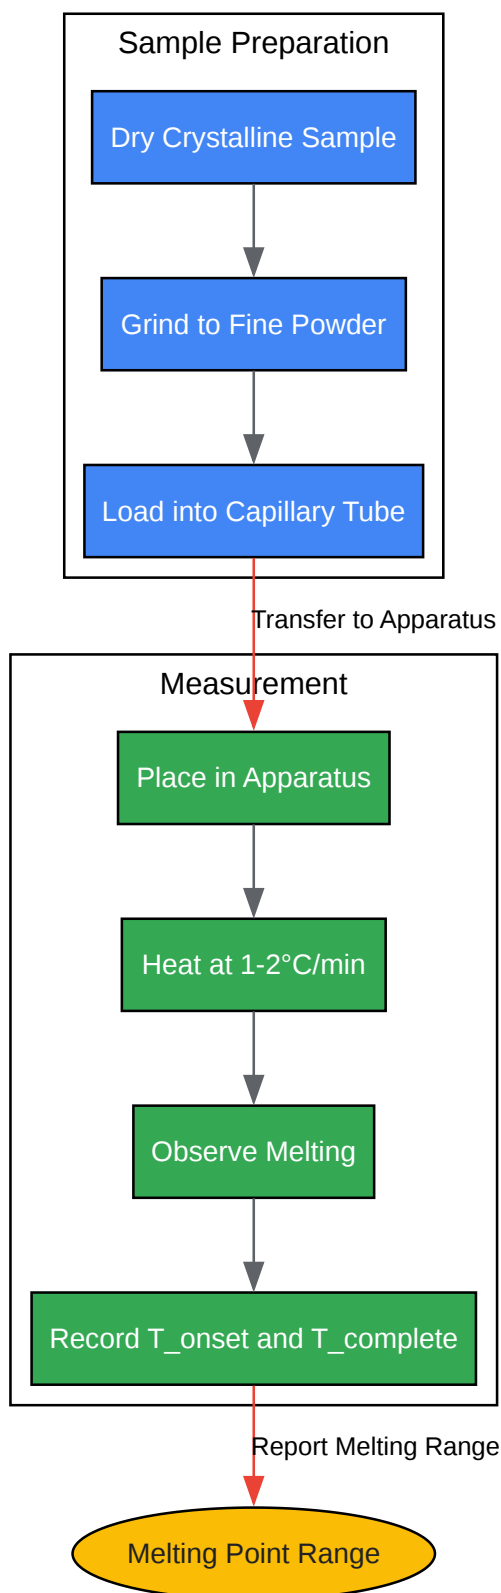 Sample Preparation
Dry Crystalline Sample
Grind to Fine Powder
Load into Capillary Tube
Transfer to Apparatus
Measurement
Place in Apparatus
Heat at 1-2°C/min
Observe Melting
Record T_onset and T_complete
Report Melting Range
Melting Point Range